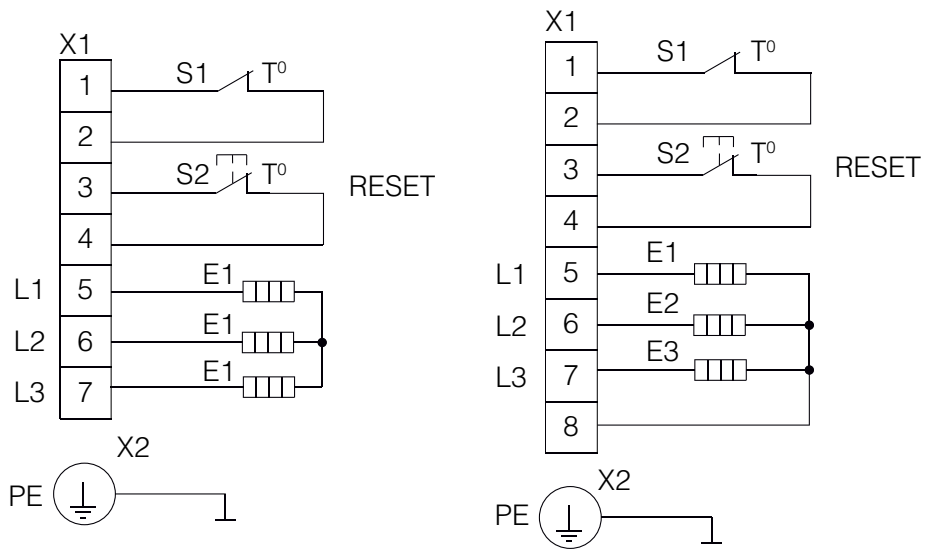 X1
1 S1 T⁰
2
3 S2 T⁰ RESET
4
L1 5 E1
L2 6 E1
L3 7 E1
X2
PE
X1
1 S1 T⁰
2
3 S2 T⁰ RESET
4
L1 5 E1
L2 6 E2
L3 7 E3
8
X2
PE